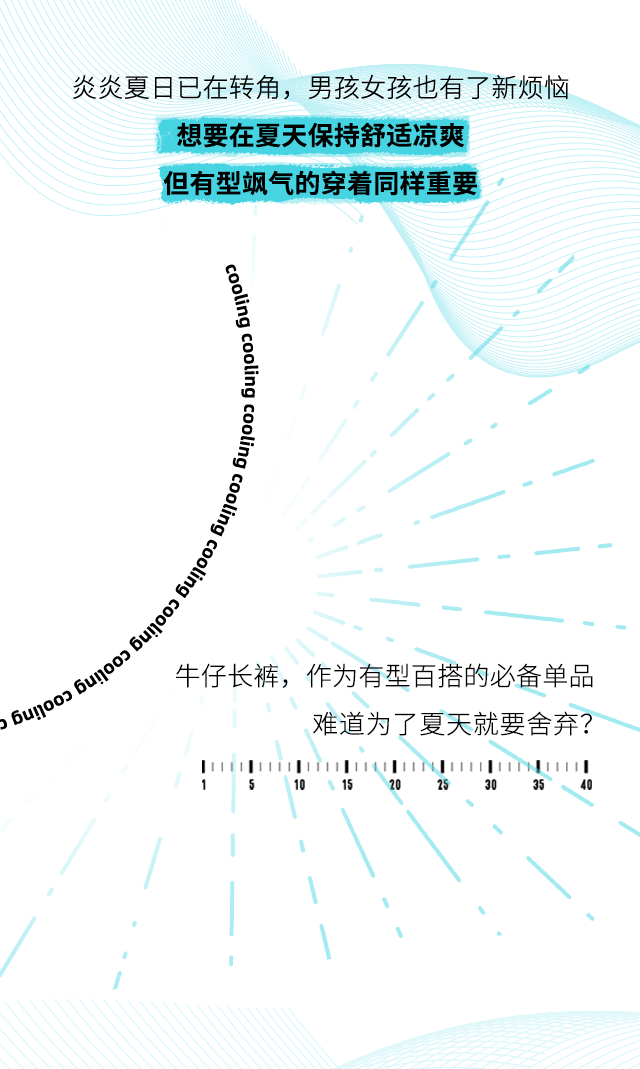 炎炎夏日已在转角，男孩女孩也有了新烦恼
想要在夏天保持舒适凉爽
但有型飒气的穿着同样重要
cooling cooling cooling cooling cooling cooling cooling cooling cooling c
牛仔长裤，作为有型百搭的必备单品
难道为了夏天就要舍弃？
1 5 10 15 20 25 30 35 40